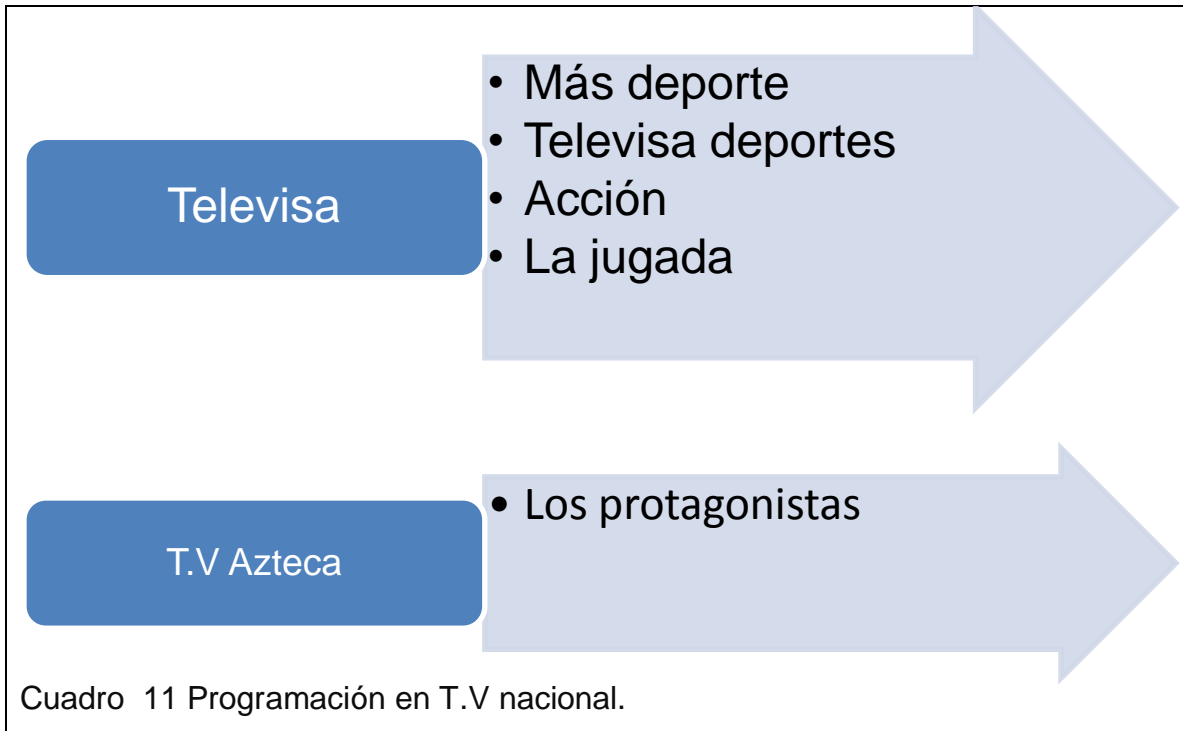 Televisa
• Más deporte
• Televisa deportes
• Acción
• La jugada
T.V Azteca
• Los protagonistas
Cuadro 11 Programación en T.V nacional.